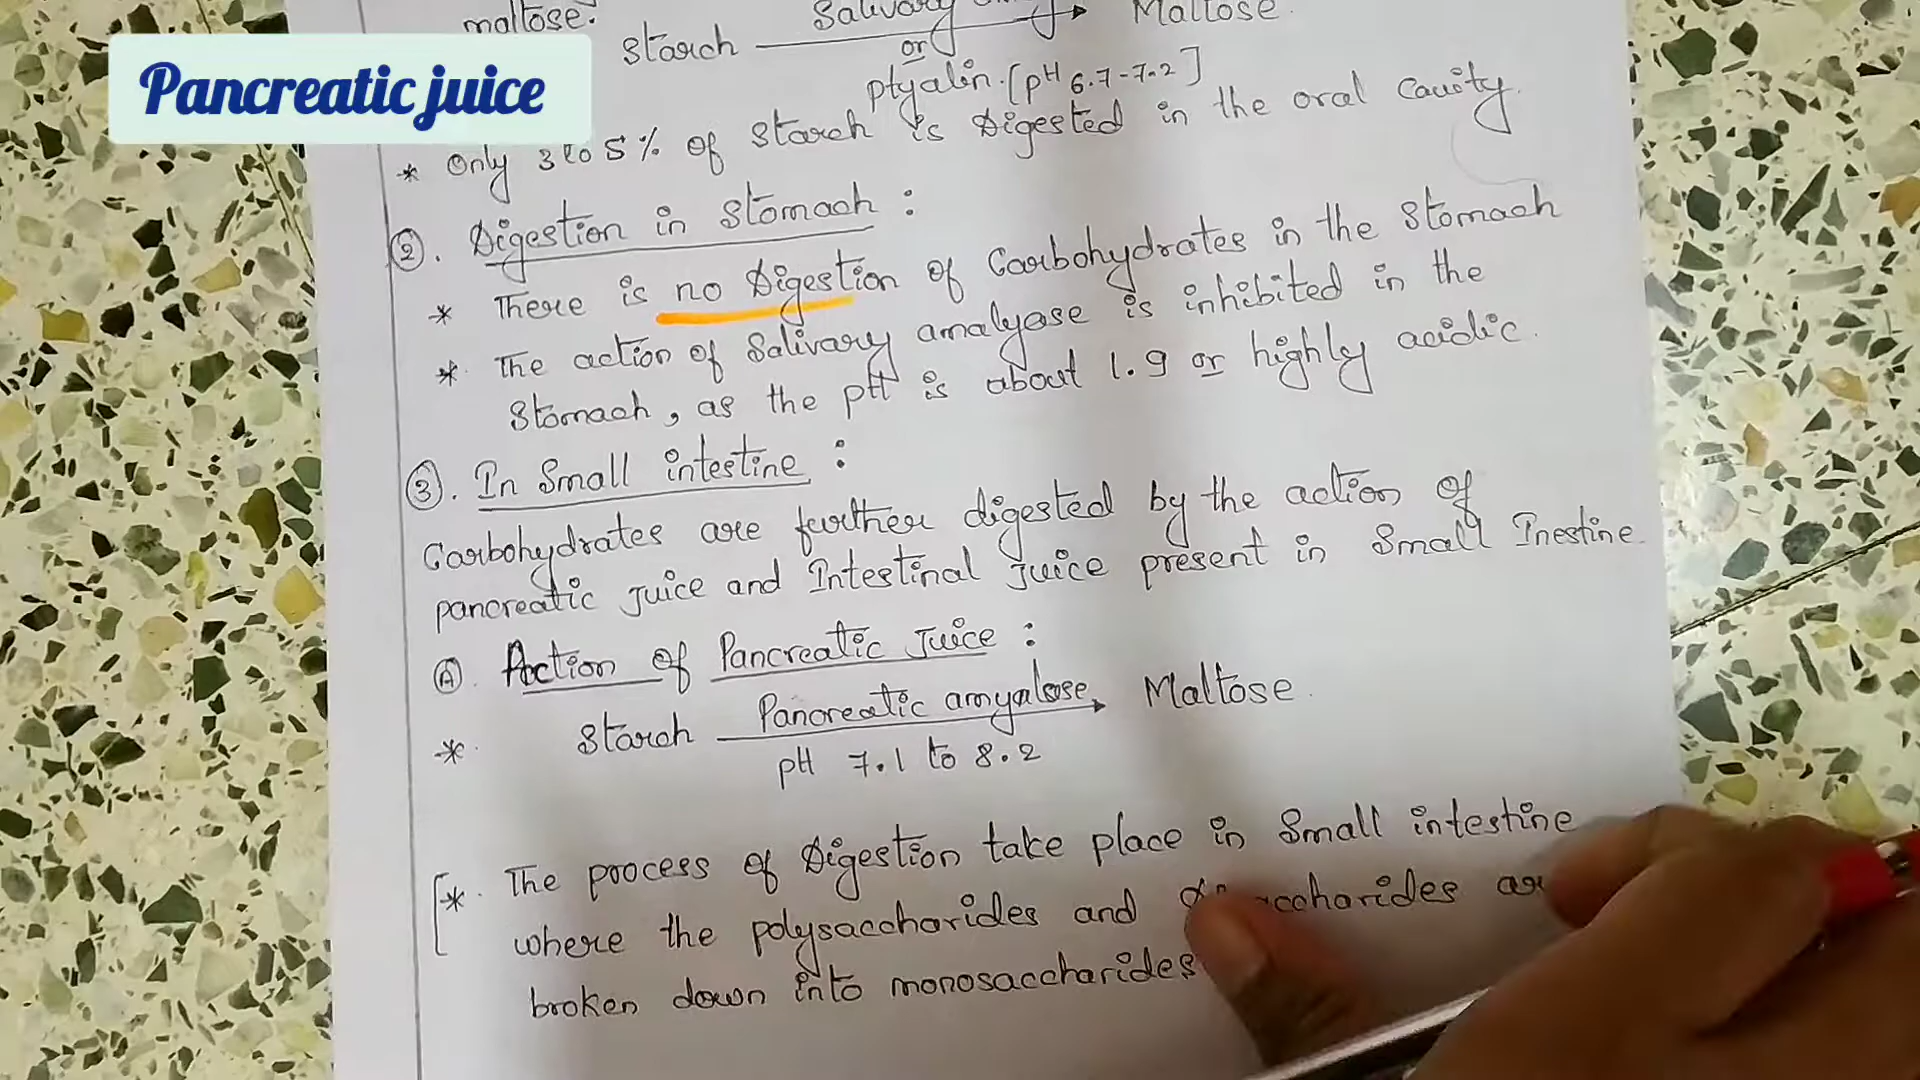 maltose.
Starch Salivary → Maltose.
or
ptyalin. [pH 6.7-7.2]
Pancreatic juice
* Only 3 to 5% of Starch is Digested in the oral cavity.
②. Digestion in Stomach :
* There is no Digestion of Carbohydrates in the Stomach
* The action of Salivary amalyase is inhibited in the
Stomach, as the pH is about 1.9 or highly acidic.
③. In Small intestine :
Carbohydrates are further digested by the action of
pancreatic Juice and Intestinal Juice present in Small Inestine
Ⓐ. Action of Pancreatic Juice :
* Starch Pancreatic amyalase → Maltose.
pH 7.1 to 8.2
[*. The process of Digestion take place in Small intestine
where the polysaccharides and
broken down into monosaccharides